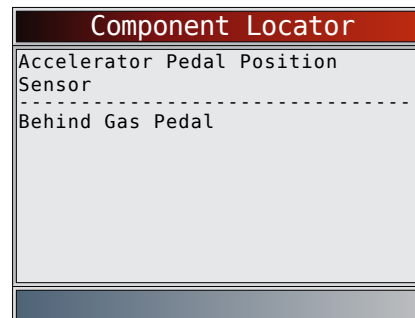 Component Locator
Accelerator Pedal Position
Sensor
--------------------------------
Behind Gas Pedal